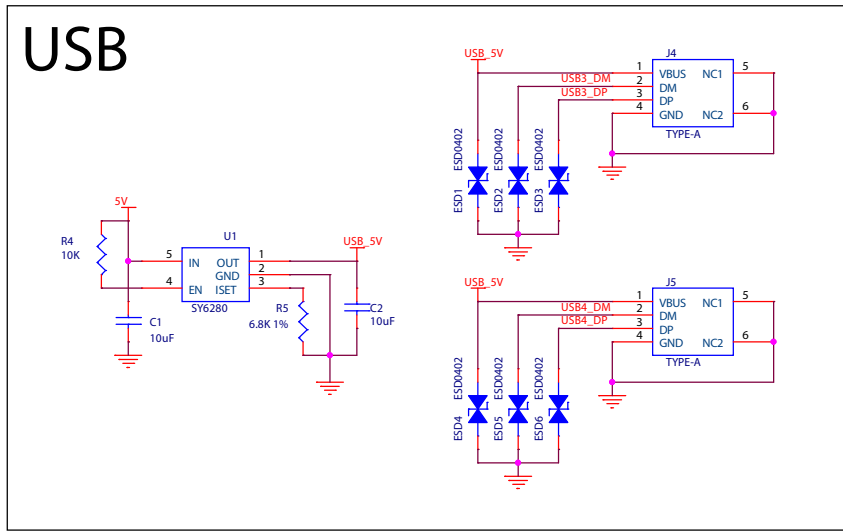 USB
5V
R4
10K
U1
5 IN OUT 1
GND 2
4 EN ISET 3
SY6280
USB_5V
C1
10uF
R5
6.8K 1%
C2
10uF
USB_5V
J4
1 VBUS NC1 5
USB3_DM 2 DM
USB3_DP 3 DP
4 GND NC2 6
TYPE-A
ESD0402 ESD0402 ESD0402
ESD1 ESD2 ESD3
USB_5V
J5
1 VBUS NC1 5
USB4_DM 2 DM
USB4_DP 3 DP
4 GND NC2 6
TYPE-A
ESD0402 ESD0402 ESD0402
ESD4 ESD5 ESD6